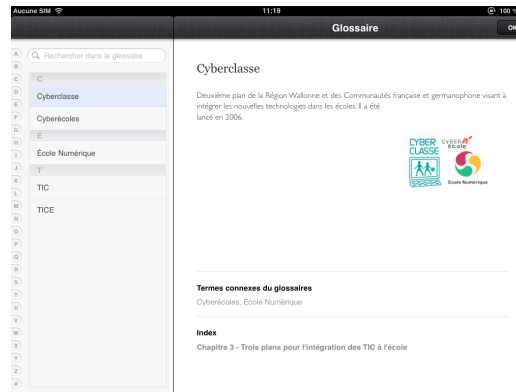 Aucune SIM 11:19 100 %
Glossaire OK
Rechercher dans le glossaire
A
B
C
D
E
F
G
H
I
J
K
L
M
N
O
P
Q
R
S
T
U
V
W
X
Y
Z
#
C
Cyberclasse
Cyberécoles
É
École Numérique
T
TIC
TICE
Cyberclasse
Deuxième plan de la Région Wallonne et des Communautés française et germanophone visant à
intégrer les nouvelles technologies dans les écoles. Il a été
lancé en 2006.
CYBER
CLASSE
CYBER
école
École Numérique
Termes connexes du glossaires
Cyberécoles, École Numérique
Index
Chapitre 3 - Trois plans pour l'intégration des TIC à l'école